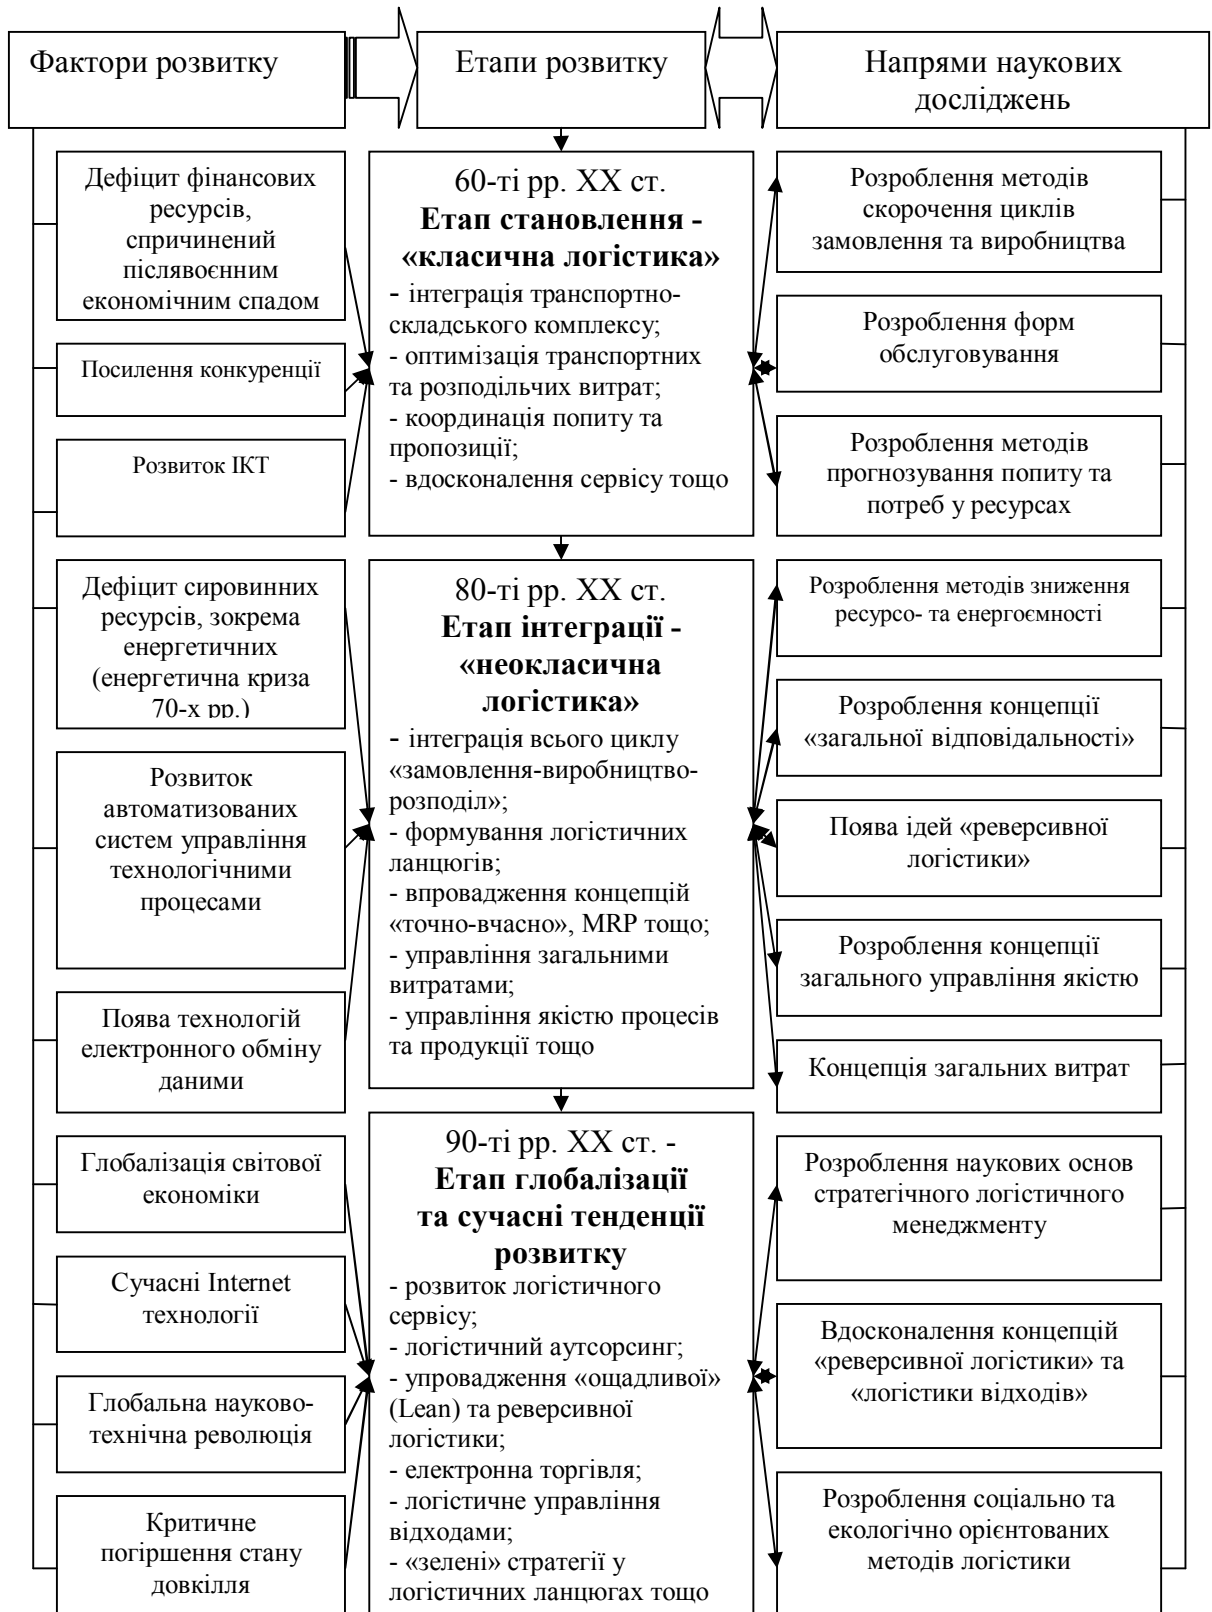 Фактори розвитку
Етапи розвитку
Напрями наукових
досліджень
Дефіцит фінансових
ресурсів,
спричинений
післявоєнним
економічним спадом
Посилення конкуренції
Розвиток ІКТ
60-ті рр. ХХ ст.
Етап становлення -
«класична логістика»
- інтеграція транспортно-
складського комплексу;
- оптимізація транспортних
та розподільчих витрат;
- координація попиту та
пропозиції;
- вдосконалення сервісу тощо
Розроблення методів
скорочення циклів
замовлення та виробництва
Розроблення форм
обслуговування
Розроблення методів
прогнозування попиту та
потреб у ресурсах
Дефіцит сировинних
ресурсів, зокрема
енергетичних
(енергетична криза
70-х рр.)
Розвиток
автоматизованих
систем управління
технологічними
процесами
Поява технологій
електронного обміну
даними
80-ті рр. ХХ ст.
Етап інтеграції -
«неокласична
логістика»
- інтеграція всього циклу
«замовлення-виробництво-
розподіл»;
- формування логістичних
ланцюгів;
- впровадження концепцій
«точно-вчасно», MRP тощо;
- управління загальними
витратами;
- управління якістю процесів
та продукції тощо
Розроблення методів зниження
ресурсо- та енергоємності
Розроблення концепції
«загальної відповідальності»
Поява ідей «реверсивної
логістики»
Розроблення концепції
загального управління якістю
Концепція загальних витрат
Глобалізація світової
економіки
Сучасні Internet
технології
Глобальна науково-
технічна революція
Критичне
погіршення стану
довкілля
90-ті рр. ХХ ст. -
Етап глобалізації
та сучасні тенденції
розвитку
- розвиток логістичного
сервісу;
- логістичний аутсорсинг;
- упровадження «ощадливої»
(Lean) та реверсивної
логістики;
- електронна торгівля;
- логістичне управління
відходами;
- «зелені» стратегії у
логістичних ланцюгах тощо
Розроблення наукових основ
стратегічного логістичного
менеджменту
Вдосконалення концепцій
«реверсивної логістики» та
«логістики відходів»
Розроблення соціально та
екологічно орієнтованих
методів логістики